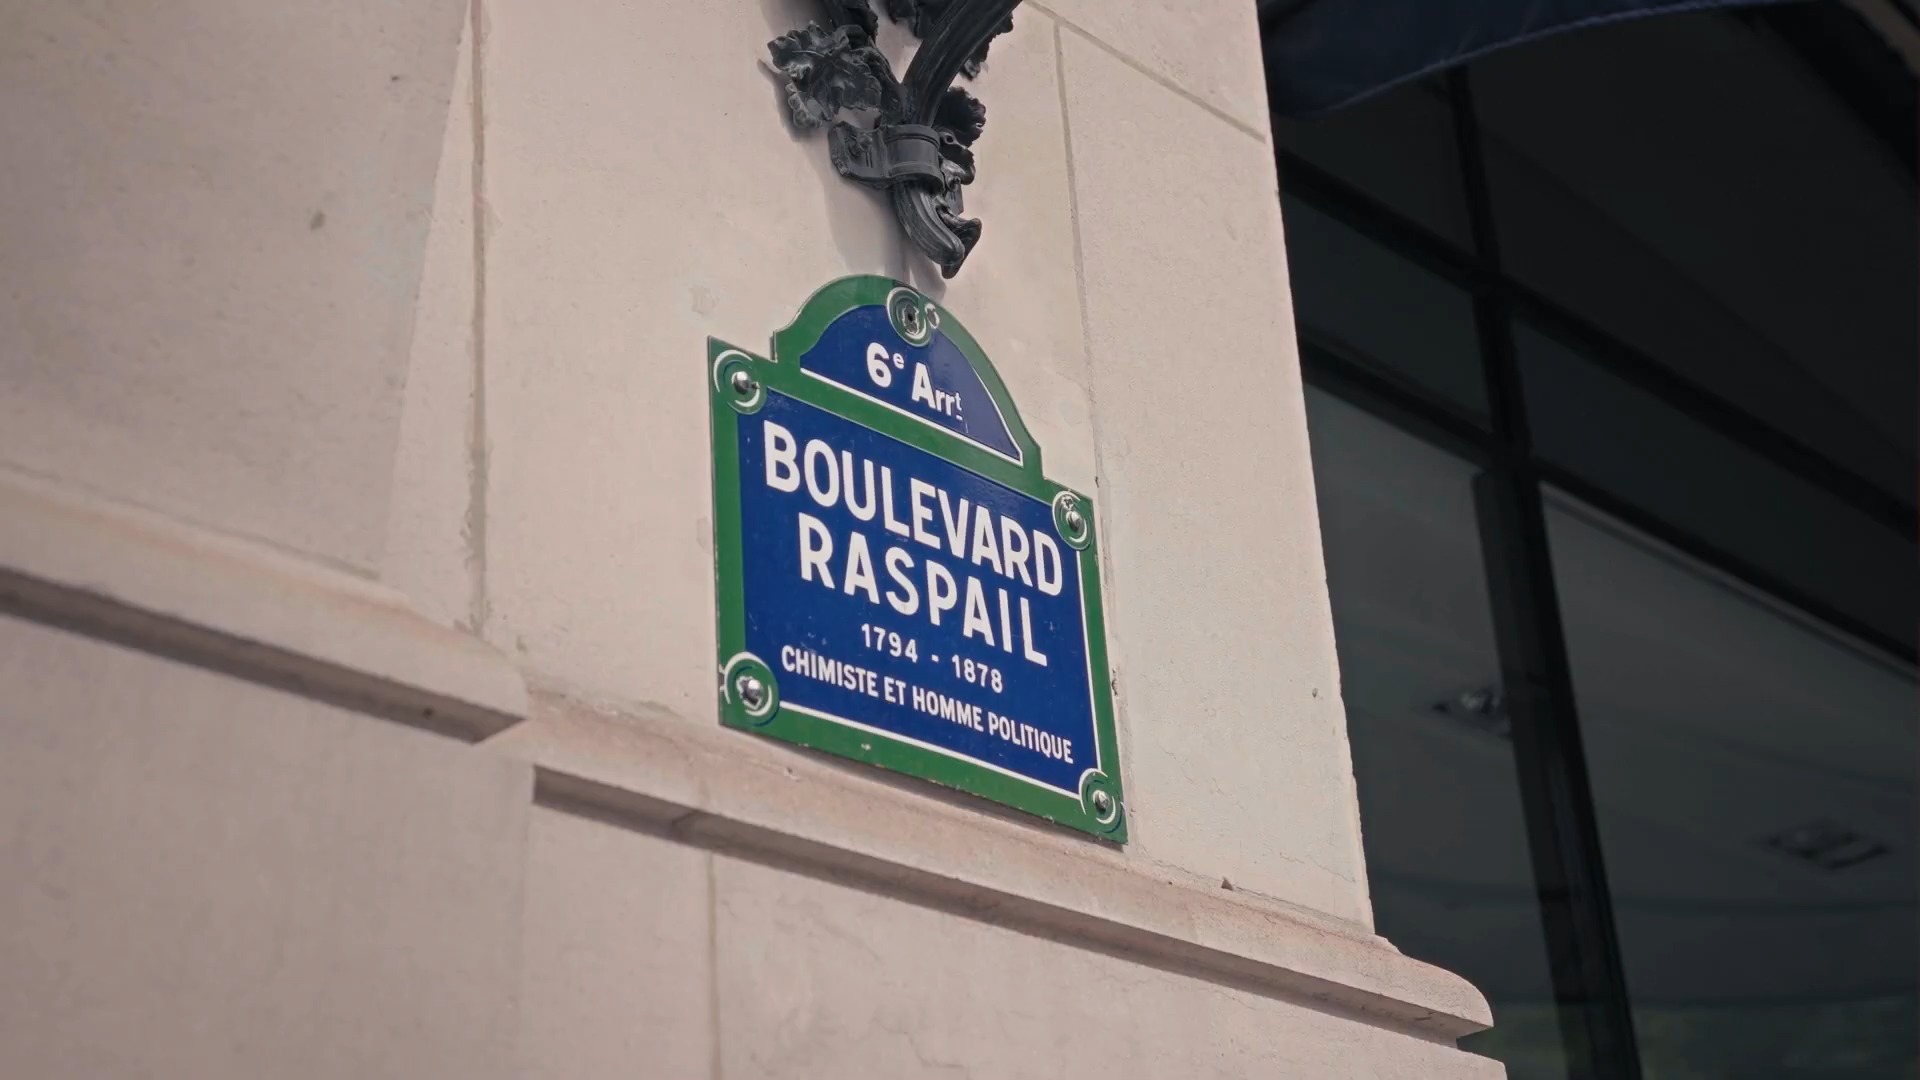 6e Arrt
BOULEVARD
RASPAIL
1794 - 1878
CHIMISTE ET HOMME POLITIQUE